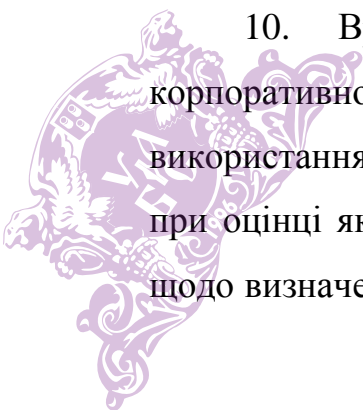 10. В
корпоративно
використання
при оцінці як
щодо визначе